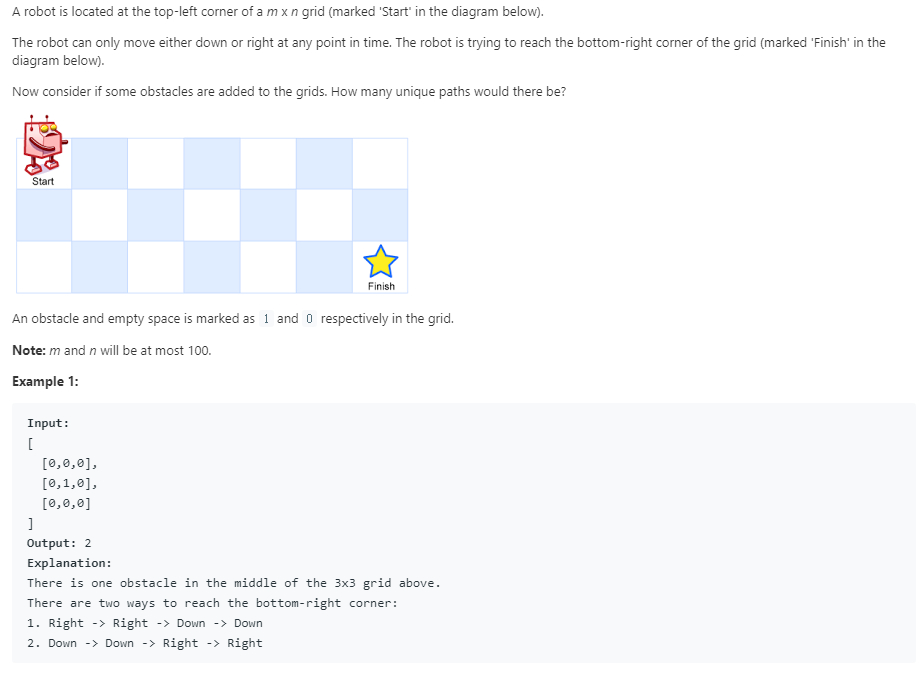 A robot is located at the top-left corner of a m x n grid (marked 'Start' in the diagram below).
The robot can only move either down or right at any point in time. The robot is trying to reach the bottom-right corner of the grid (marked 'Finish' in the
diagram below).
Now consider if some obstacles are added to the grids. How many unique paths would there be?
Start
Finish
An obstacle and empty space is marked as 1 and 0 respectively in the grid.
Note: m and n will be at most 100.
Example 1:
Input:
[
  [0,0,0],
  [0,1,0],
  [0,0,0]
]
Output: 2
Explanation:
There is one obstacle in the middle of the 3x3 grid above.
There are two ways to reach the bottom-right corner:
1. Right -> Right -> Down -> Down
2. Down -> Down -> Right -> Right